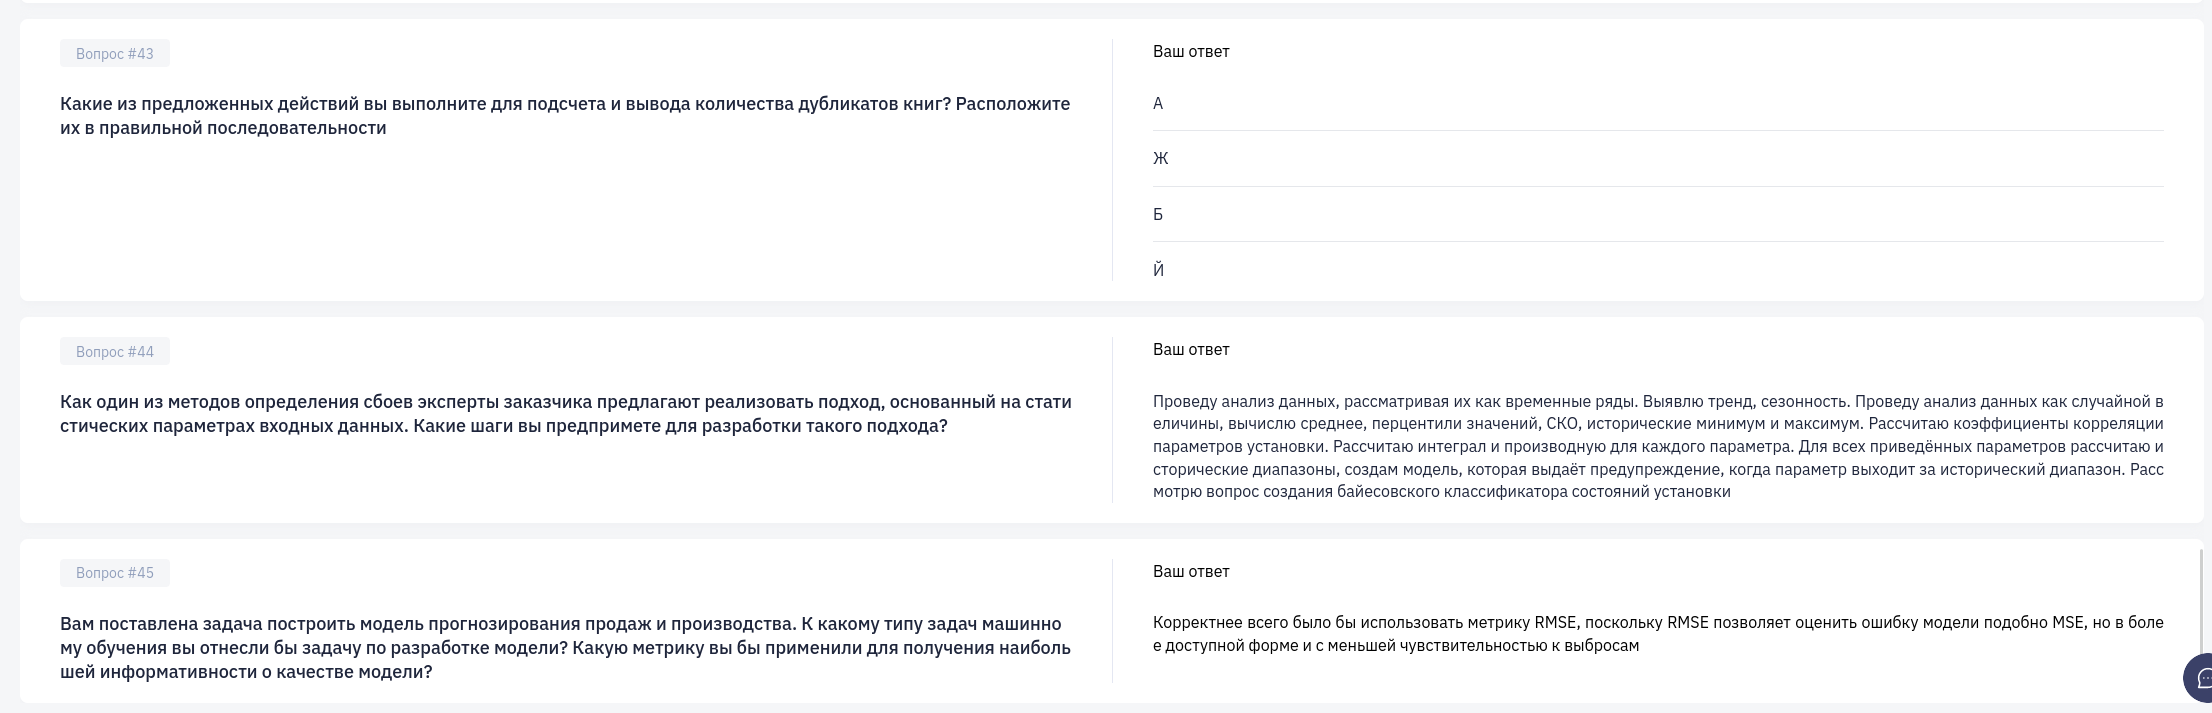 Вопрос #43
Какие из предложенных действий вы выполните для подсчета и вывода количества дубликатов книг? Расположите
их в правильной последовательности
Ваш ответ
А
Ж
Б
Й
Вопрос #44
Как один из методов определения сбоев эксперты заказчика предлагают реализовать подход, основанный на стати
стических параметрах входных данных. Какие шаги вы предпримете для разработки такого подхода?
Ваш ответ
Проведу анализ данных, рассматривая их как временные ряды. Выявлю тренд, сезонность. Проведу анализ данных как случайной в
еличины, вычислю среднее, перцентили значений, СКО, исторические минимум и максимум. Рассчитаю коэффициенты корреляции
параметров установки. Рассчитаю интеграл и производную для каждого параметра. Для всех приведённых параметров рассчитаю и
сторические диапазоны, создам модель, которая выдаёт предупреждение, когда параметр выходит за исторический диапазон. Расс
мотрю вопрос создания байесовского классификатора состояний установки
Вопрос #45
Вам поставлена задача построить модель прогнозирования продаж и производства. К какому типу задач машинно
му обучения вы отнесли бы задачу по разработке модели? Какую метрику вы бы применили для получения наиболь
шей информативности о качестве модели?
Ваш ответ
Корректнее всего было бы использовать метрику RMSE, поскольку RMSE позволяет оценить ошибку модели подобно MSE, но в боле
е доступной форме и с меньшей чувствительностью к выбросам